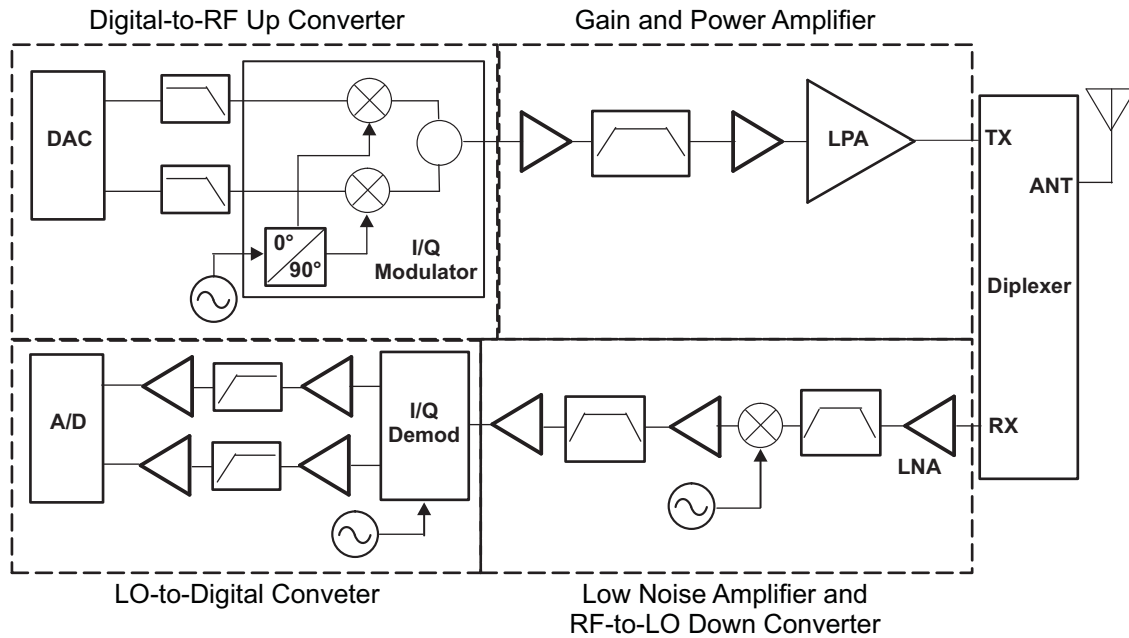 Digital-to-RF Up Converter
Gain and Power Amplifier
DAC
0°
90°
I/Q
Modulator
LPA
TX
ANT
Diplexer
RX
A/D
I/Q
Demod
LNA
LO-to-Digital Conveter
Low Noise Amplifier and
RF-to-LO Down Converter